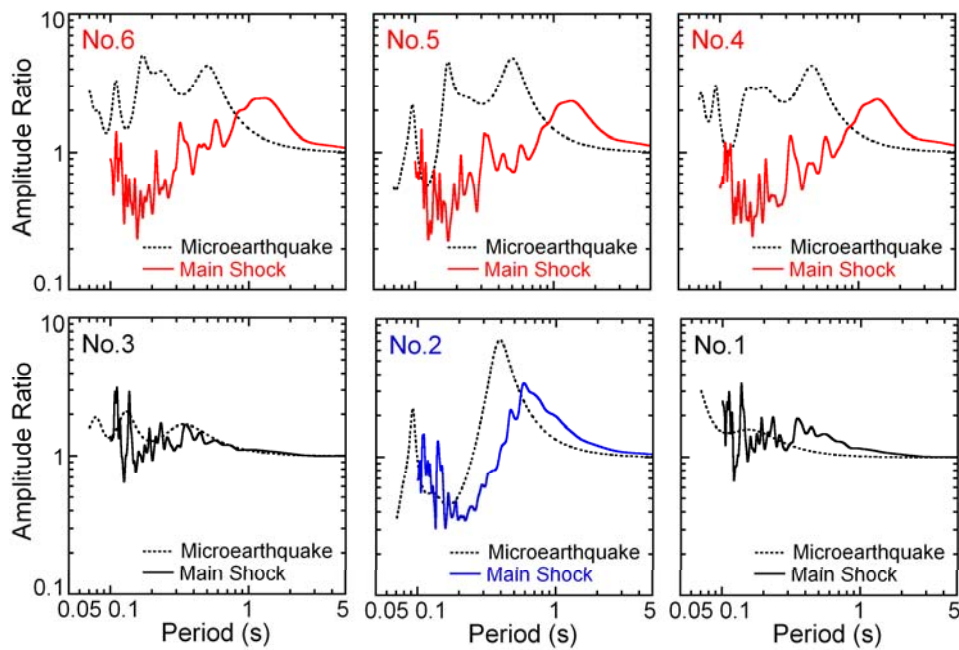 10
No.6
No.5
No.4
Amplitude Ratio
1
Microearthquake
Main Shock
Microearthquake
Main Shock
Microearthquake
Main Shock
0.1
10
No.3
No.2
No.1
Amplitude Ratio
1
Microearthquake
Main Shock
Microearthquake
Main Shock
Microearthquake
Main Shock
0.1
0.05 0.1 1 5
0.05 0.1 1 5
0.05 0.1 1 5
Period (s)
Period (s)
Period (s)